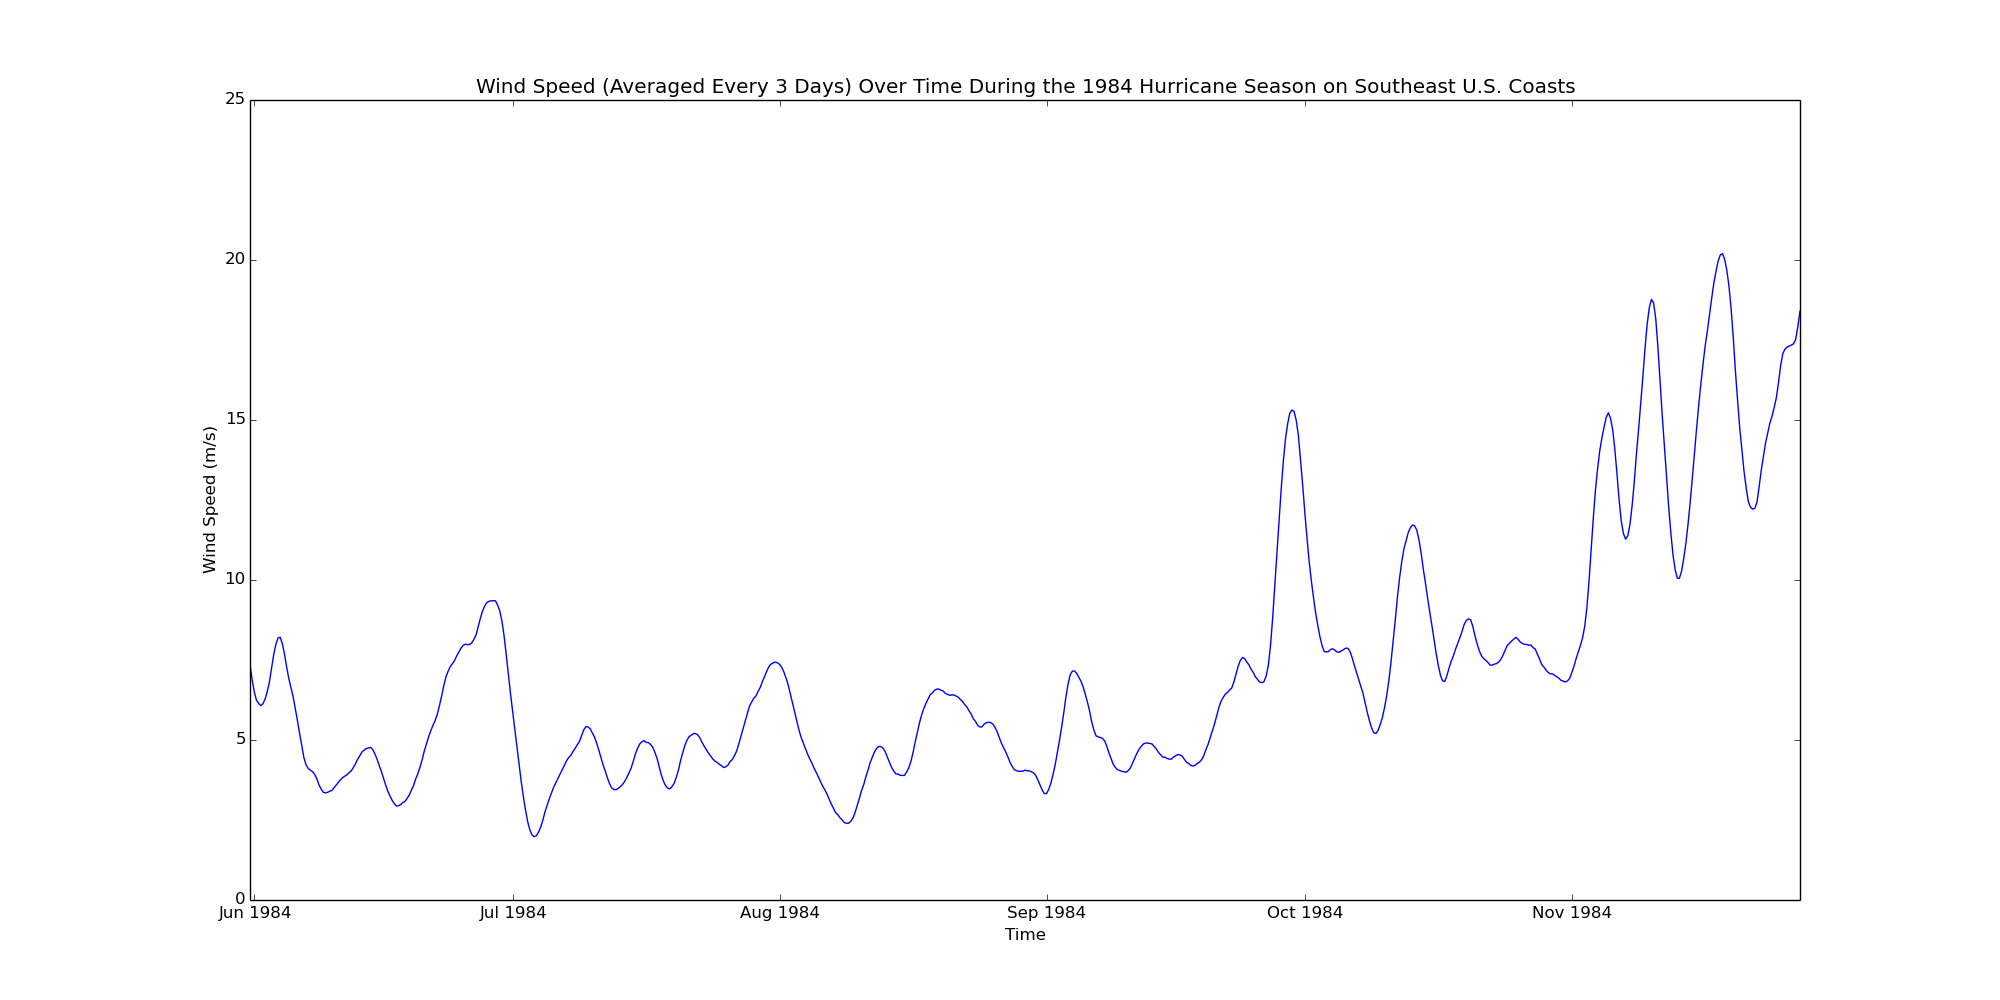 Wind Speed (Averaged Every 3 Days) Over Time During the 1984 Hurricane Season on Southeast U.S. Coasts
25
20
15
10
5
0
Wind Speed (m/s)
Jun 1984 Jul 1984 Aug 1984 Sep 1984 Oct 1984 Nov 1984
Time